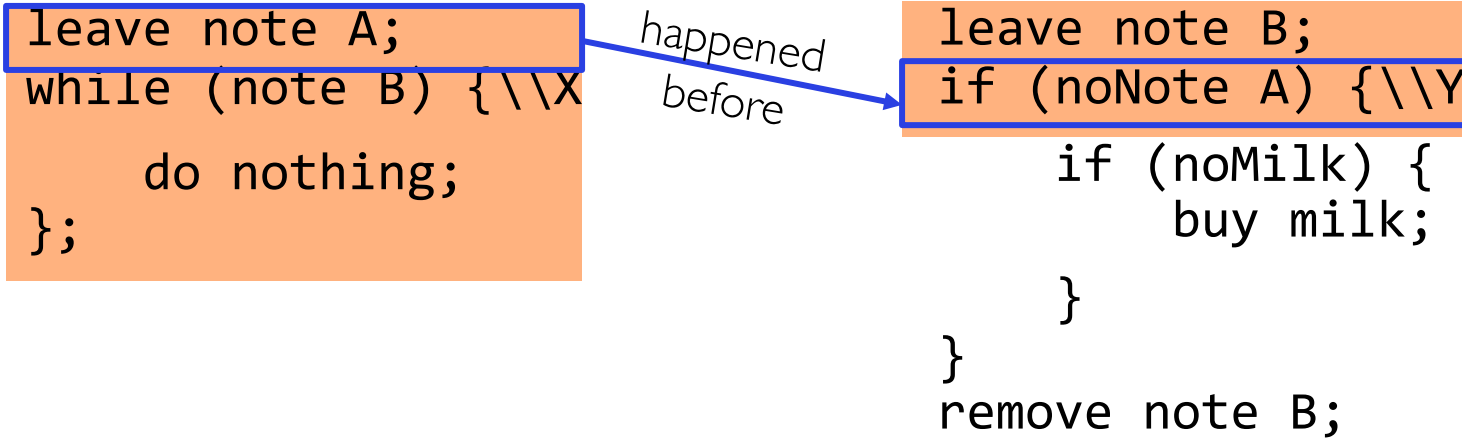 leave note A;
while (note B) {\\X
do nothing;
};
happened
before
leave note B;
if (noNote A) {\\Y
if (noMilk) {
buy milk;
}
}
remove note B;